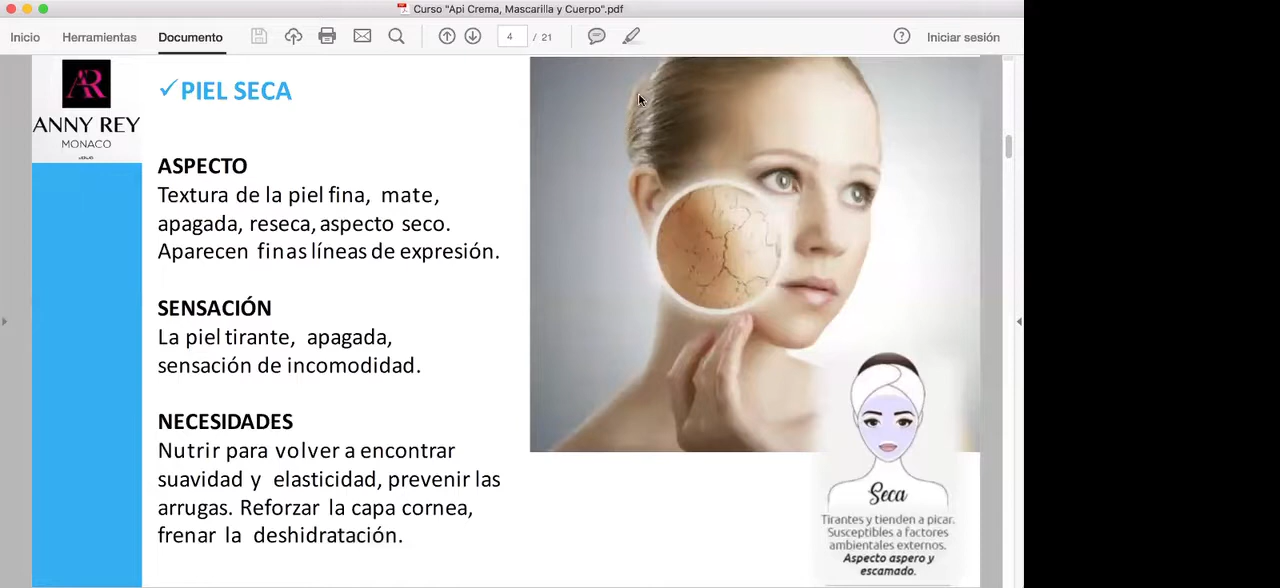 Curso "Api Crema, Mascarilla y Cuerpo".pdf
Inicio Herramientas Documento 4 / 21 Iniciar sesión
AR
ANNY REY
MONACO
✓PIEL SECA
ASPECTO
Textura de la piel fina, mate,
apagada, reseca, aspecto seco.
Aparecen finas líneas de expresión.
SENSACIÓN
La piel tirante, apagada,
sensación de incomodidad.
NECESIDADES
Nutrir para volver a encontrar
suavidad y elasticidad, prevenir las
arrugas. Reforzar la capa cornea,
frenar la deshidratación.
Seca
Tirantes y tienden a picar.
Susceptibles a factores
ambientales externos.
Aspecto aspero y
escamado.